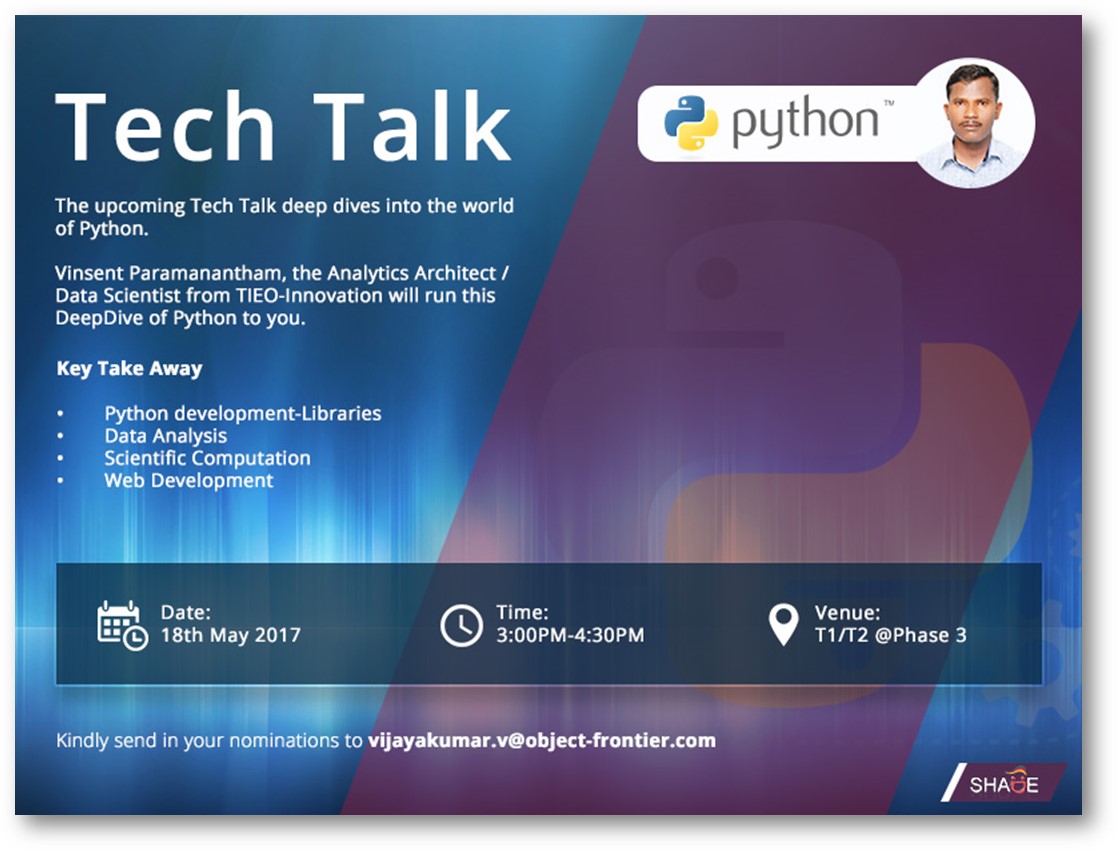 Tech Talk
python™
The upcoming Tech Talk deep dives into the world
of Python.
Vinsent Paramanantham, the Analytics Architect /
Data Scientist from TIEO-Innovation will run this
DeepDive of Python to you.
Key Take Away
• Python development-Libraries
• Data Analysis
• Scientific Computation
• Web Development
Date:
18th May 2017
Time:
3:00PM-4:30PM
Venue:
T1/T2 @Phase 3
Kindly send in your nominations to vijayakumar.v@object-frontier.com
SHADE